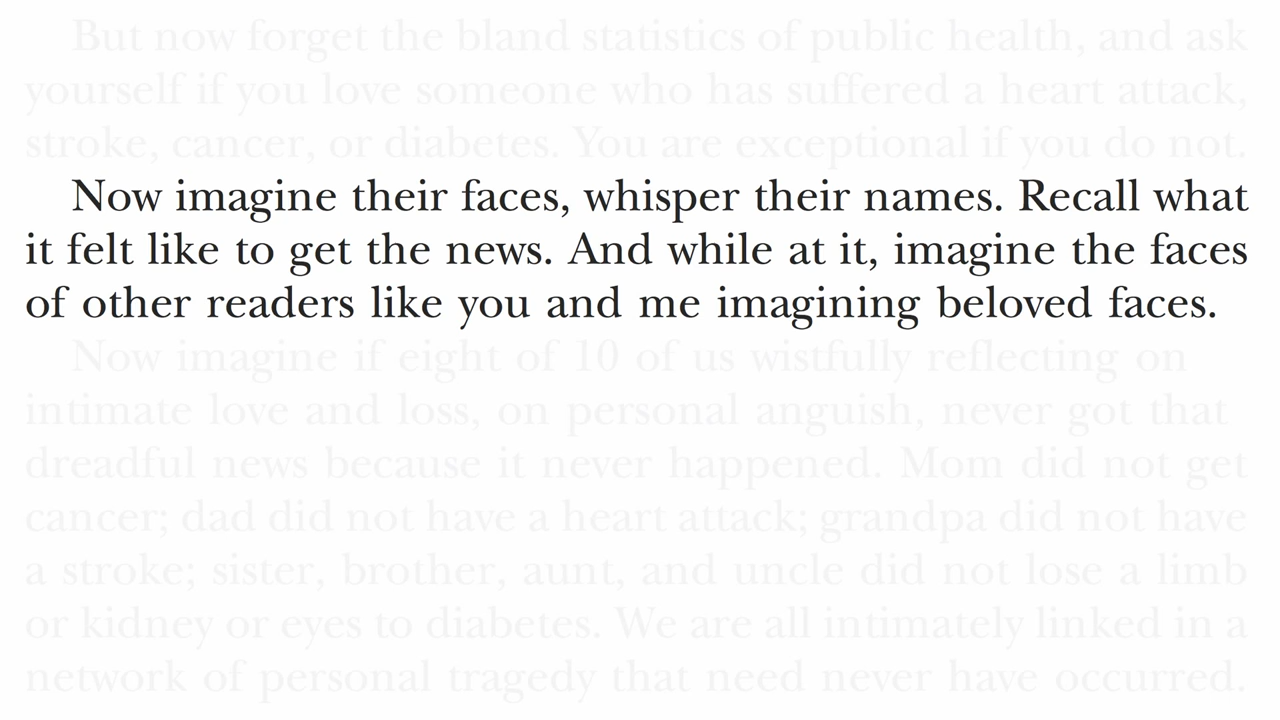 But now forget the bland statistics of public health, and ask
yourself if you love someone who has suffered a heart attack,
stroke, cancer, or diabetes. You are exceptional if you do not.
Now imagine their faces, whisper their names. Recall what
it felt like to get the news. And while at it, imagine the faces
of other readers like you and me imagining beloved faces.
Now imagine if eight of 10 of us wistfully reflecting on
intimate love and loss, on personal anguish, never got that
dreadful news because it never happened. Mom did not get
cancer; dad did not have a heart attack; grandpa did not have
a stroke; sister, brother, aunt, and uncle did not lose a limb
or kidney or eyes to diabetes. We are all intimately linked in a
network of personal tragedy that need never have occurred.